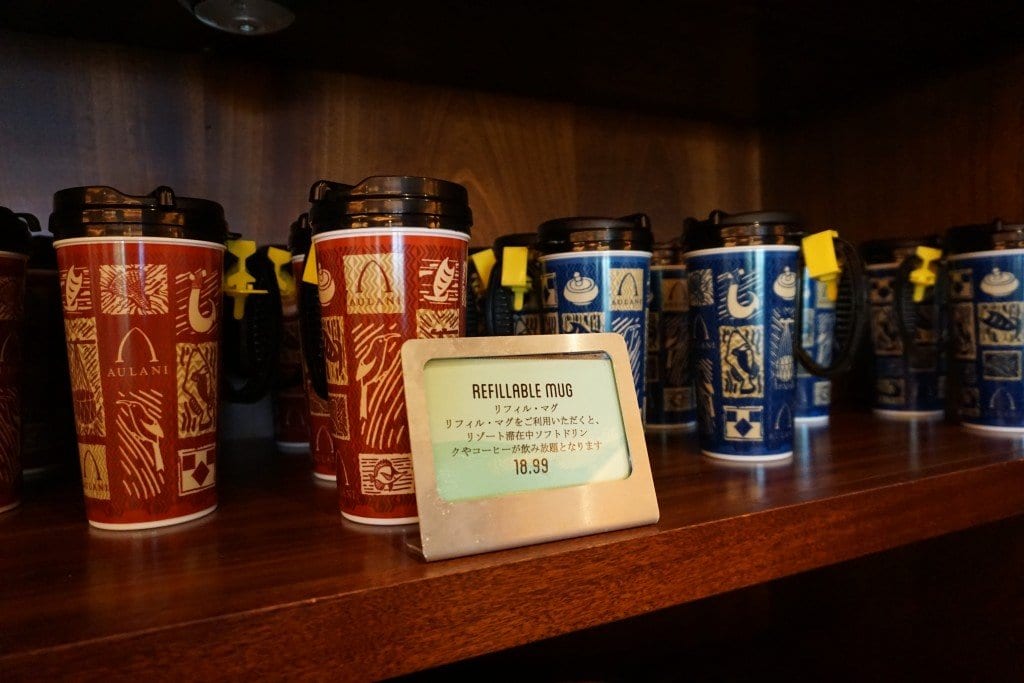 AULANI
AULANI
AULANI
REFILLABLE MUG
リフィル・マグ
リフィル・マグをご利用いただくと、
リゾート滞在中ソフトドリン
クやコーヒーが飲み放題となります
18.99